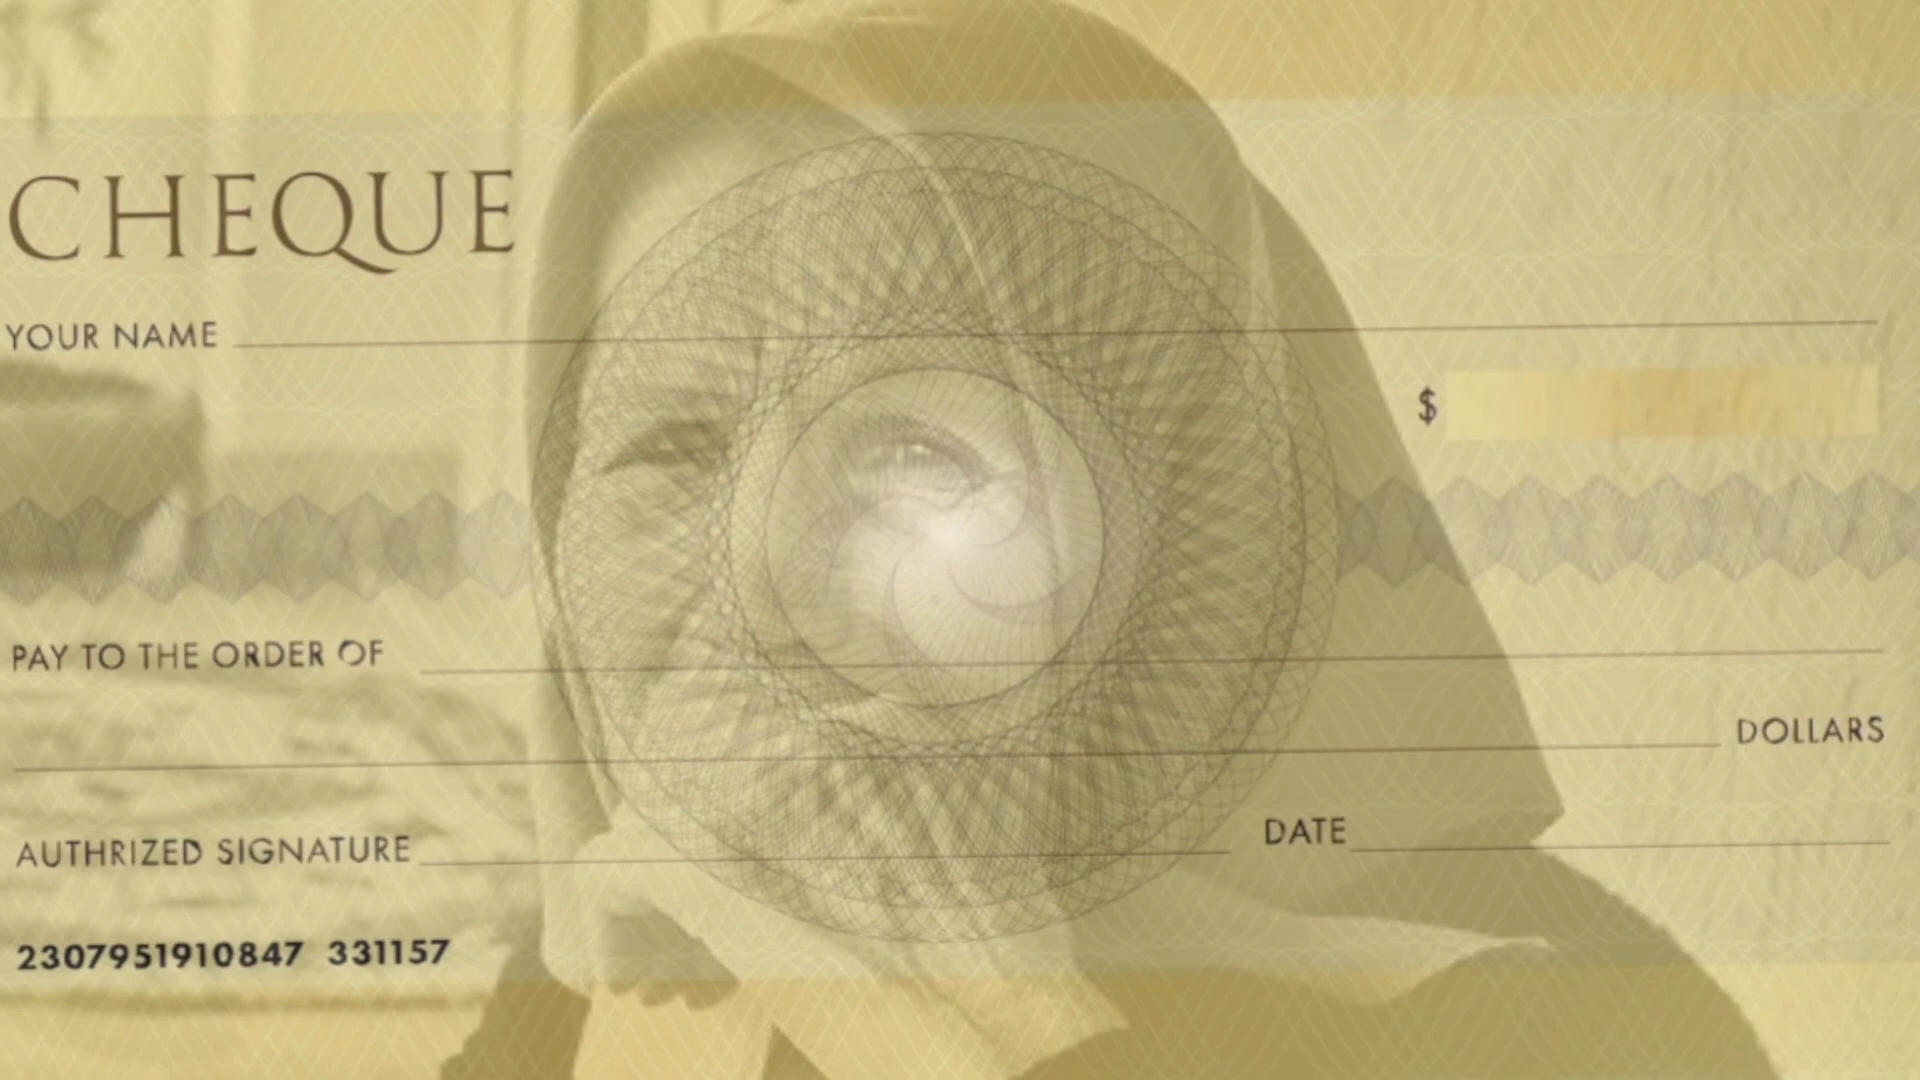 CHEQUE
YOUR NAME
$
PAY TO THE ORDER OF
DOLLARS
AUTHRIZED SIGNATURE
DATE
2307951910847 331157